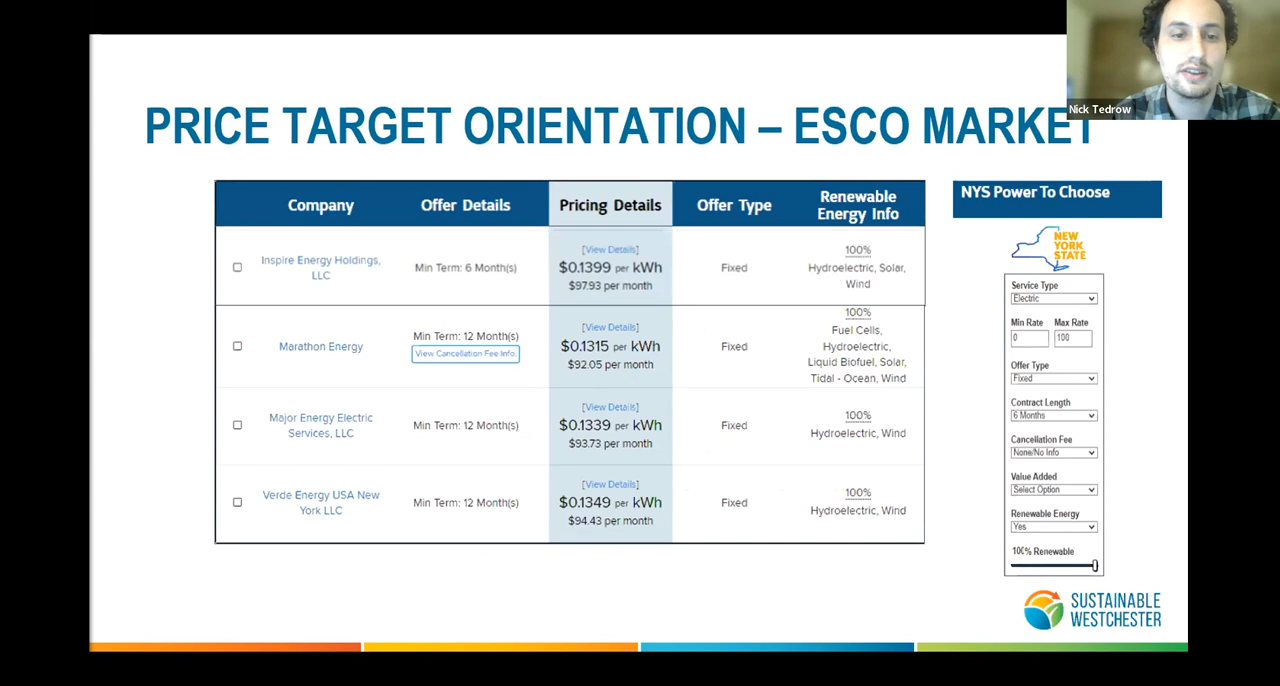 Nick Tedrow
PRICE TARGET ORIENTATION – ESCO MARKET
Company Offer Details Pricing Details Offer Type Renewable
Energy Info
Inspire Energy Holdings,
LLC
Min Term: 6 Month(s)
[View Details]
$0.1399 per kWh
$97.93 per month
Fixed
100%
Hydroelectric, Solar,
Wind
Marathon Energy
Min Term: 12 Month(s)
View Cancellation Fee Info.
[View Details]
$0.1315 per kWh
$92.05 per month
Fixed
100%
Fuel Cells,
Hydroelectric,
Liquid Biofuel, Solar,
Tidal - Ocean, Wind
Major Energy Electric
Services, LLC
Min Term: 12 Month(s)
[View Details]
$0.1339 per kWh
$93.73 per month
Fixed
100%
Hydroelectric, Wind
Verde Energy USA New
York LLC
Min Term: 12 Month(s)
[View Details]
$0.1349 per kWh
$94.43 per month
Fixed
100%
Hydroelectric, Wind
NYS Power To Choose
NEW
YORK
STATE
Service Type
Electric
Min Rate Max Rate
0 100
Offer Type
Fixed
Contract Length
6 Months
Cancellation Fee
None/No Info
Value Added
Select Option
Renewable Energy
Yes
100% Renewable
SUSTAINABLE
WESTCHESTER